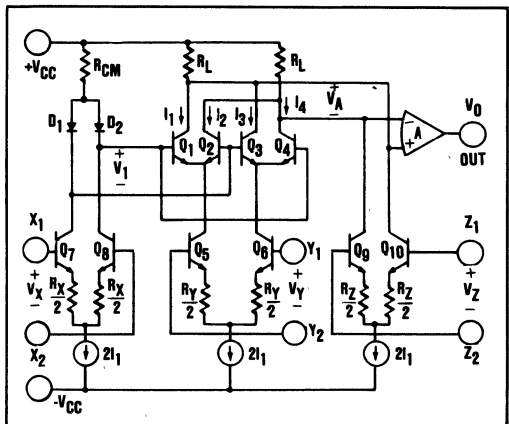 +VCC
RCM
RL
RL
D1
D2
I1
I2
I3
I4
VA
+
-
V1
+
-
Q1
Q2
Q3
Q4
A
-
+
VO
OUT
X1
+
VX
-
X2
Q7
Q8
RX/2
RX/2
Q5
Q6
RY/2
RY/2
Y1
+
VY
-
Y2
Q9
Q10
RZ/2
RZ/2
Z1
+
VZ
-
Z2
2I1
2I1
2I1
-VCC